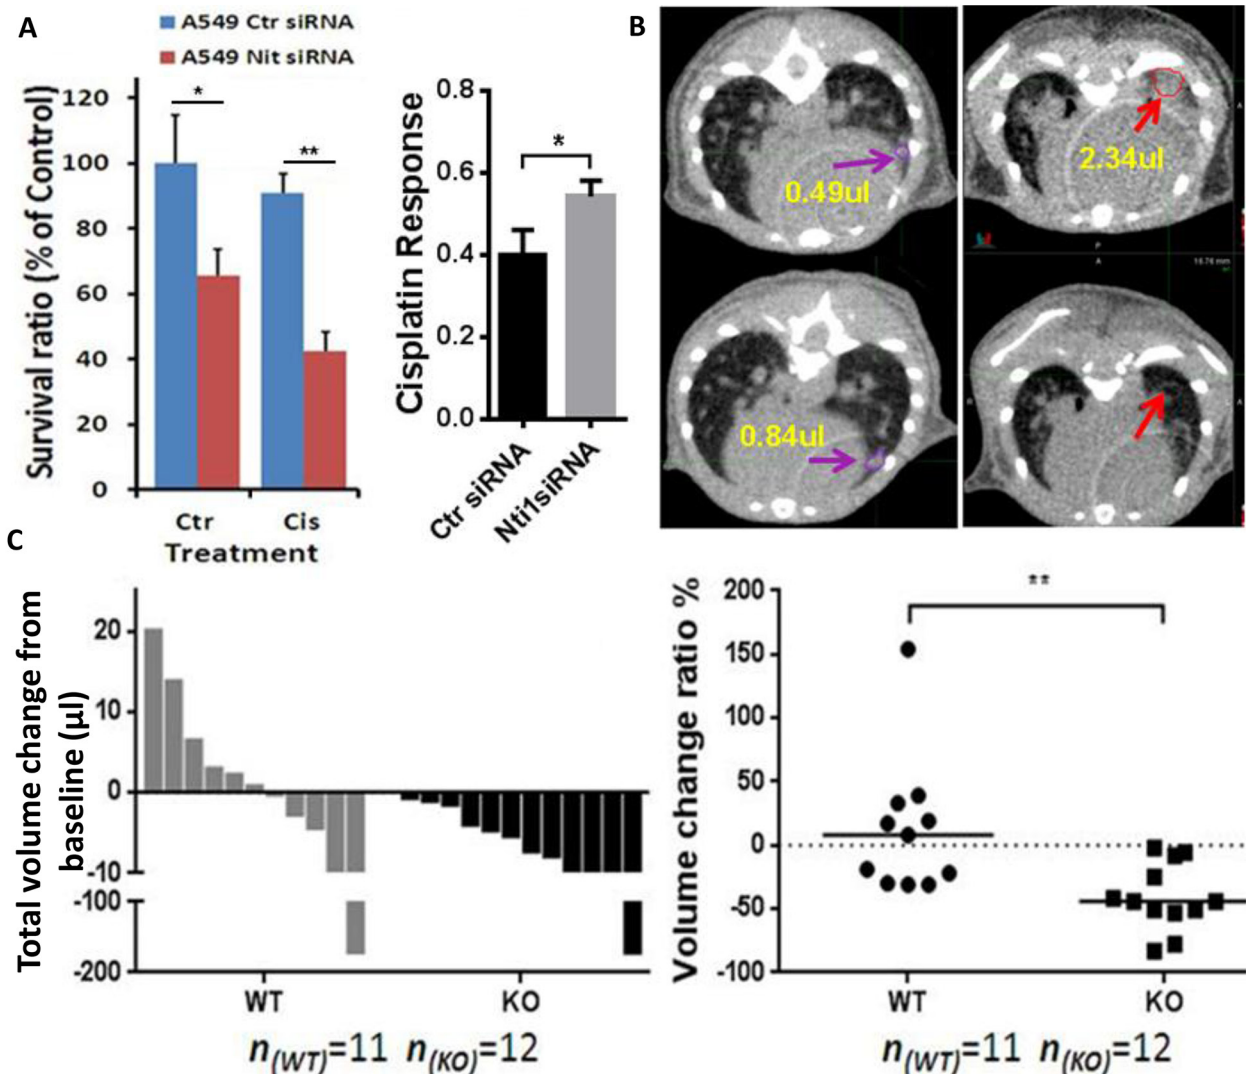 A
A549 Ctr siRNA
A549 Nit siRNA
Survival ratio (% of Control)
120
100
80
60
40
20
0
*
**
Ctr
Cis
Treatment
Cisplatin Response
0.8
0.6
0.4
0.2
0.0
*
Ctr siRNA
Nti1siRNA
B
0.49ul
2.34ul
P
A
A
16.76 mm
0.84ul
A
C
Total volume change from
baseline (µl)
20
10
0
-10
-100
-200
WT
KO
n(WT)=11 n(KO)=12
Volume change ratio %
200
150
100
50
0
-50
-100
**
WT
KO
n(WT)=11 n(KO)=12